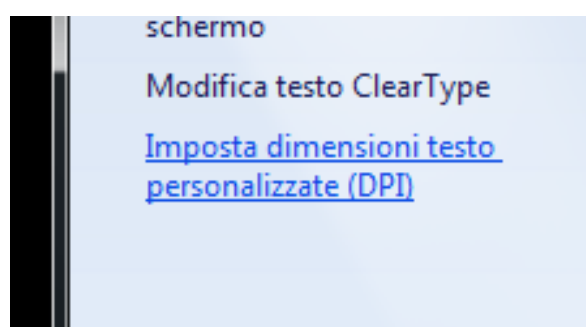 schermo
Modifica testo ClearType
Imposta dimensioni testo
personalizzate (DPI)